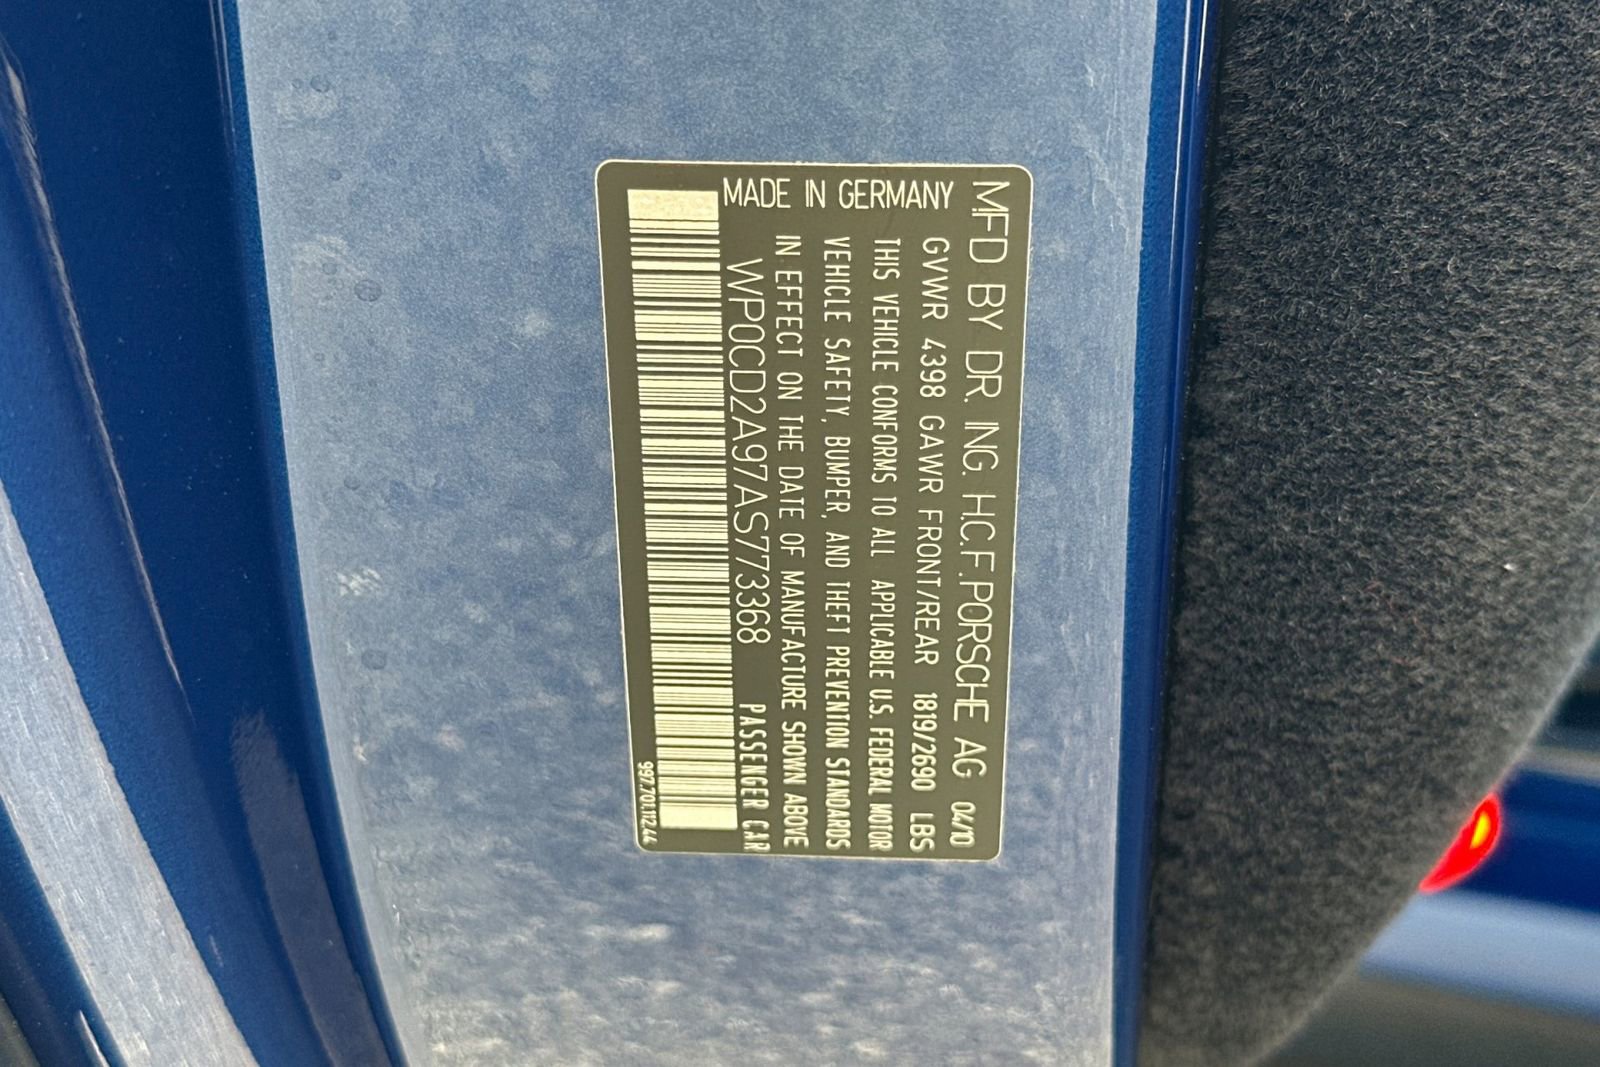 MFD BY DR. ING. H.C.F.PORSCHE AG 04/10
GVWR 4398 GAWR FRONT/REAR 1819/2690 LBS
THIS VEHICLE CONFORMS TO ALL APPLICABLE U.S. FEDERAL MOTOR
VEHICLE SAFETY, BUMPER, AND THEFT PREVENTION STANDARDS
IN EFFECT ON THE DATE OF MANUFACTURE SHOWN ABOVE
WP0CD2A97AS773368 PASSENGER CAR
MADE IN GERMANY
997.701.112.44